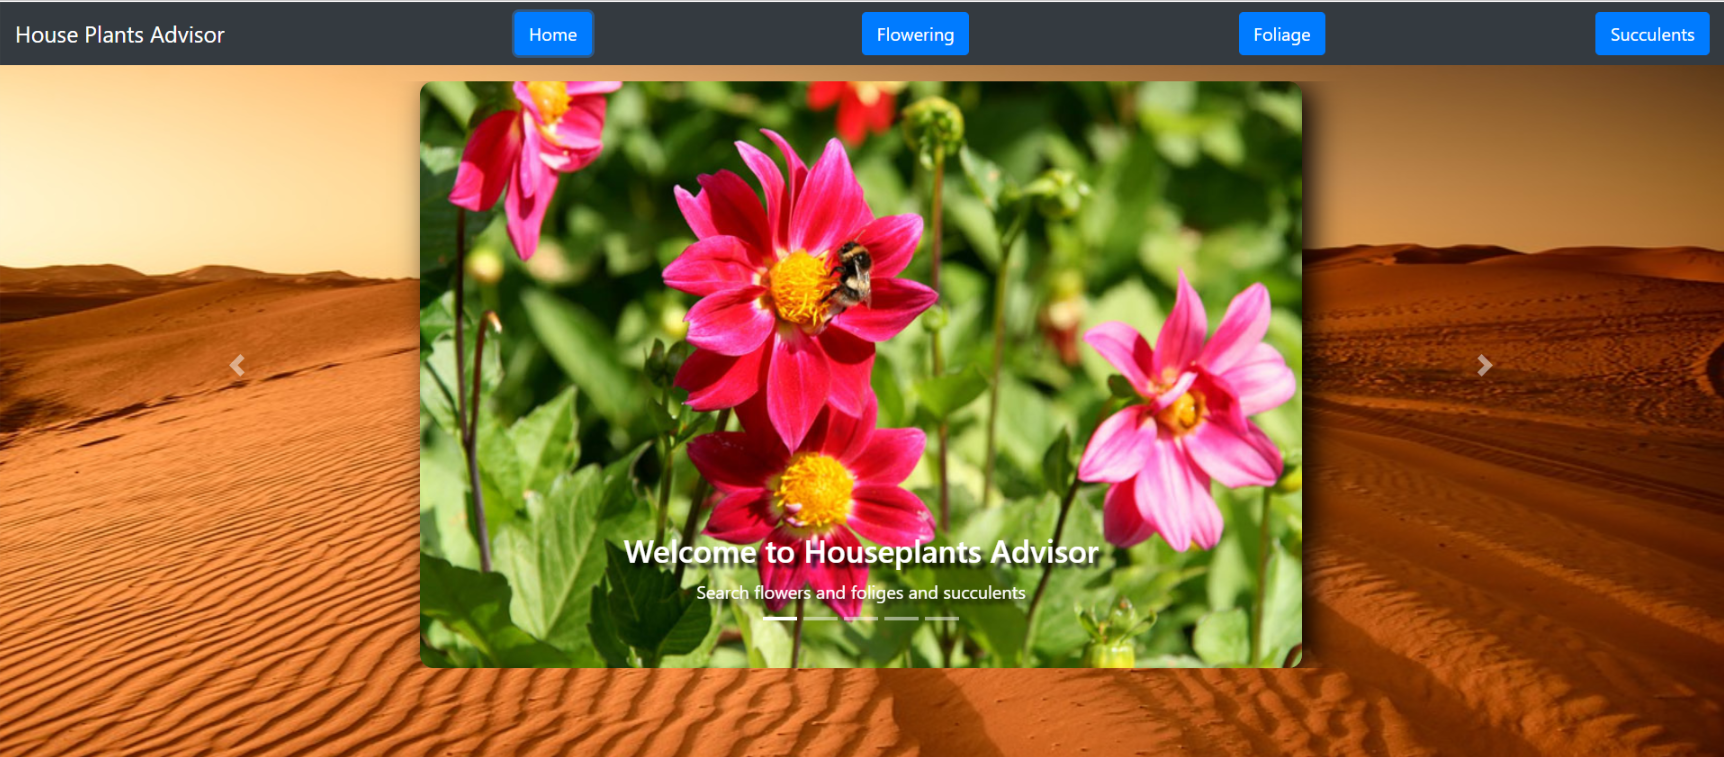 House Plants Advisor
Home
Flowering
Foliage
Succulents
Welcome to Houseplants Advisor
Search flowers and foliges and succulents